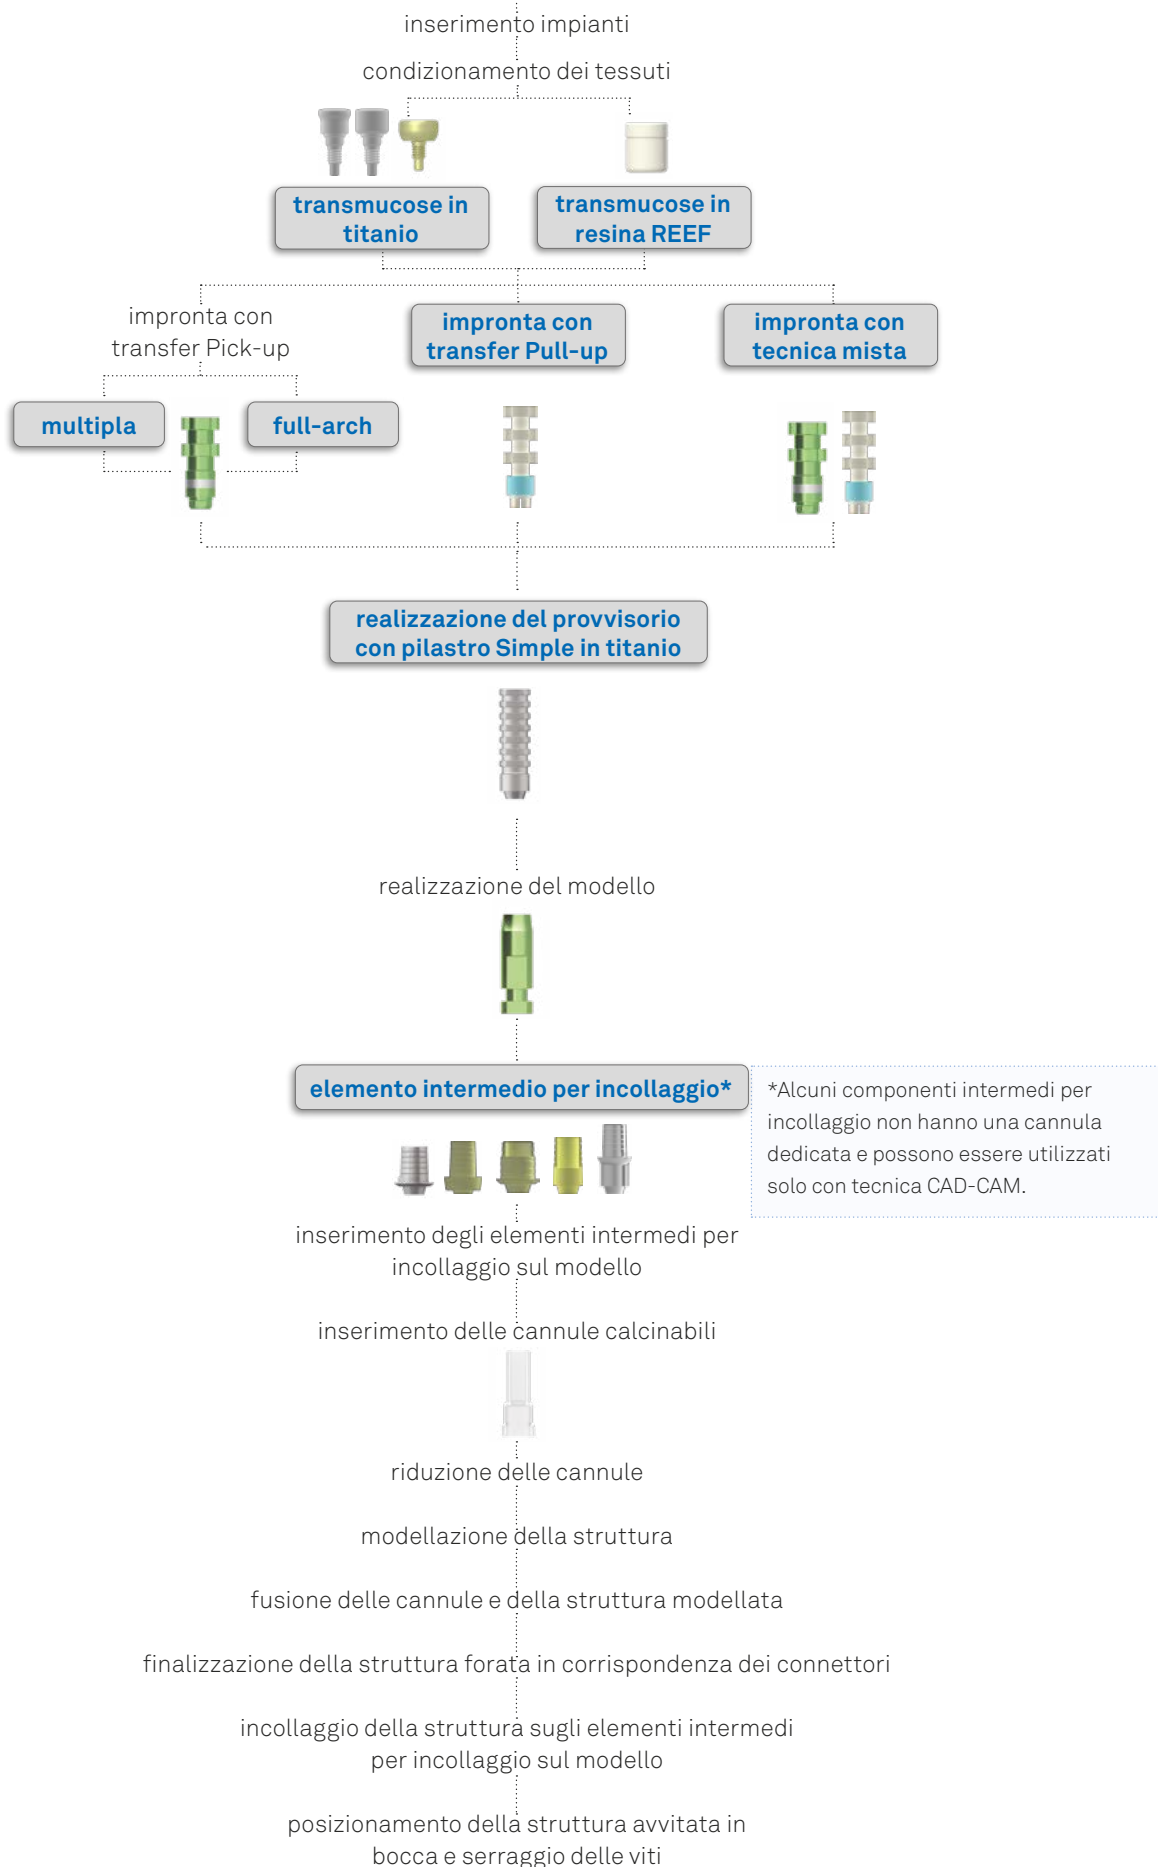 inserimento impianti
condizionamento dei tessuti
transmucose in
titanio
transmucose in
resina REEF
impronta con
transfer Pick-up
impronta con
transfer Pull-up
impronta con
tecnica mista
multipla
full-arch
realizzazione del provvisorio
con pilastro Simple in titanio
realizzazione del modello
elemento intermedio per incollaggio*
*Alcuni componenti intermedi per
incollaggio non hanno una cannula
dedicata e possono essere utilizzati
solo con tecnica CAD-CAM.
inserimento degli elementi intermedi per
incollaggio sul modello
inserimento delle cannule calcinabili
riduzione delle cannule
modellazione della struttura
fusione delle cannule e della struttura modellata
finalizzazione della struttura forata in corrispondenza dei connettori
incollaggio della struttura sugli elementi intermedi
per incollaggio sul modello
posizionamento della struttura avvitata in
bocca e serraggio delle viti